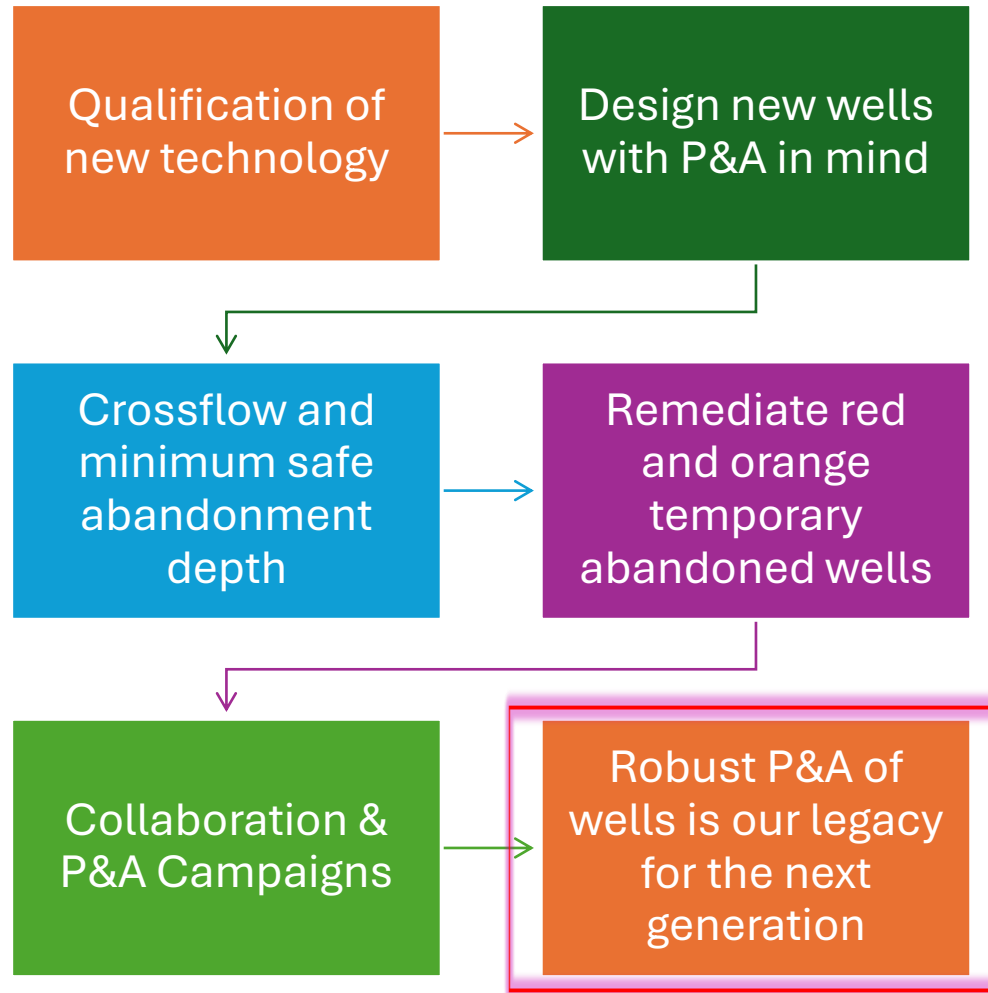 Qualification of
new technology
Design new wells
with P&A in mind
Crossflow and
minimum safe
abandonment
depth
Remediate red
and orange
temporary
abandoned wells
Collaboration &
P&A Campaigns
Robust P&A of
wells is our legacy
for the next
generation